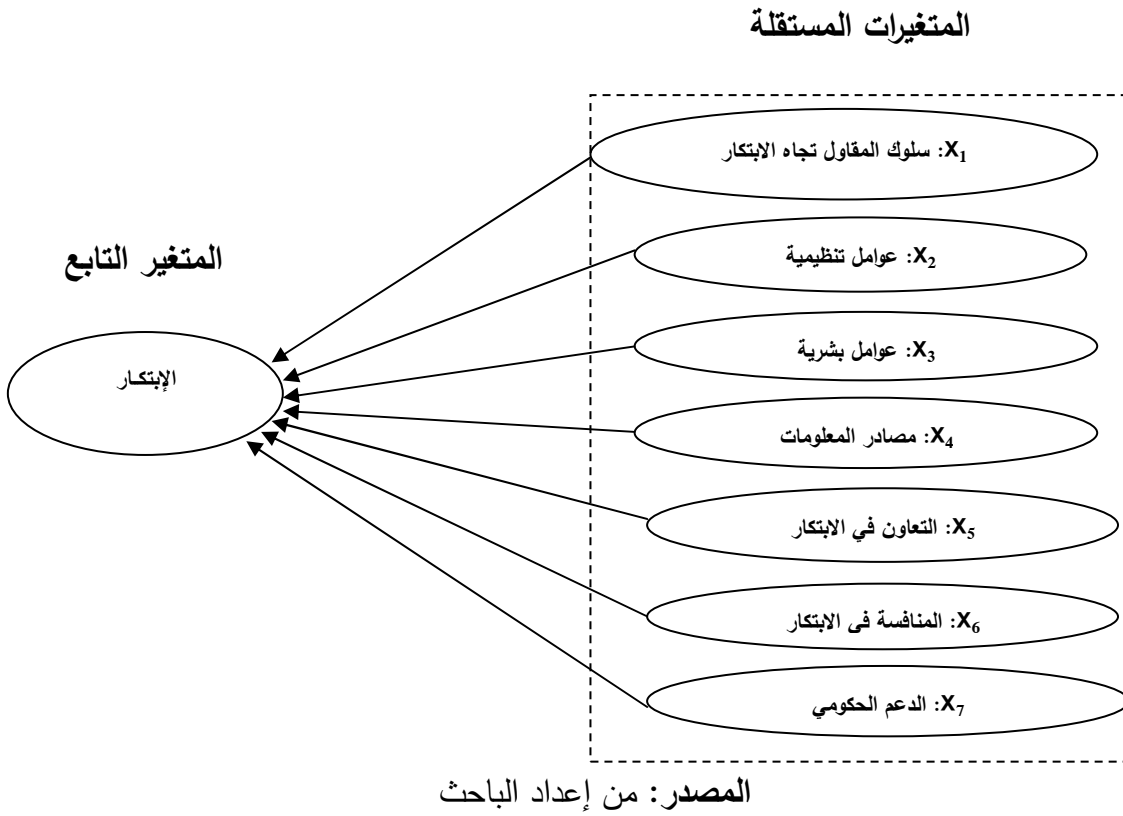 المتغيرات المستقلة
X1: سلوك المقاول تجاه الابتكار
X2: عوامل تنظيمية
المتغير التابع
X3: عوامل بشرية
الإبتكـار
X4: مصادر المعلومات
X5: التعاون في الابتكار
X6: المنافسة فى الابتكار
X7: الدعم الحكومي
المصدر: من إعداد الباحث